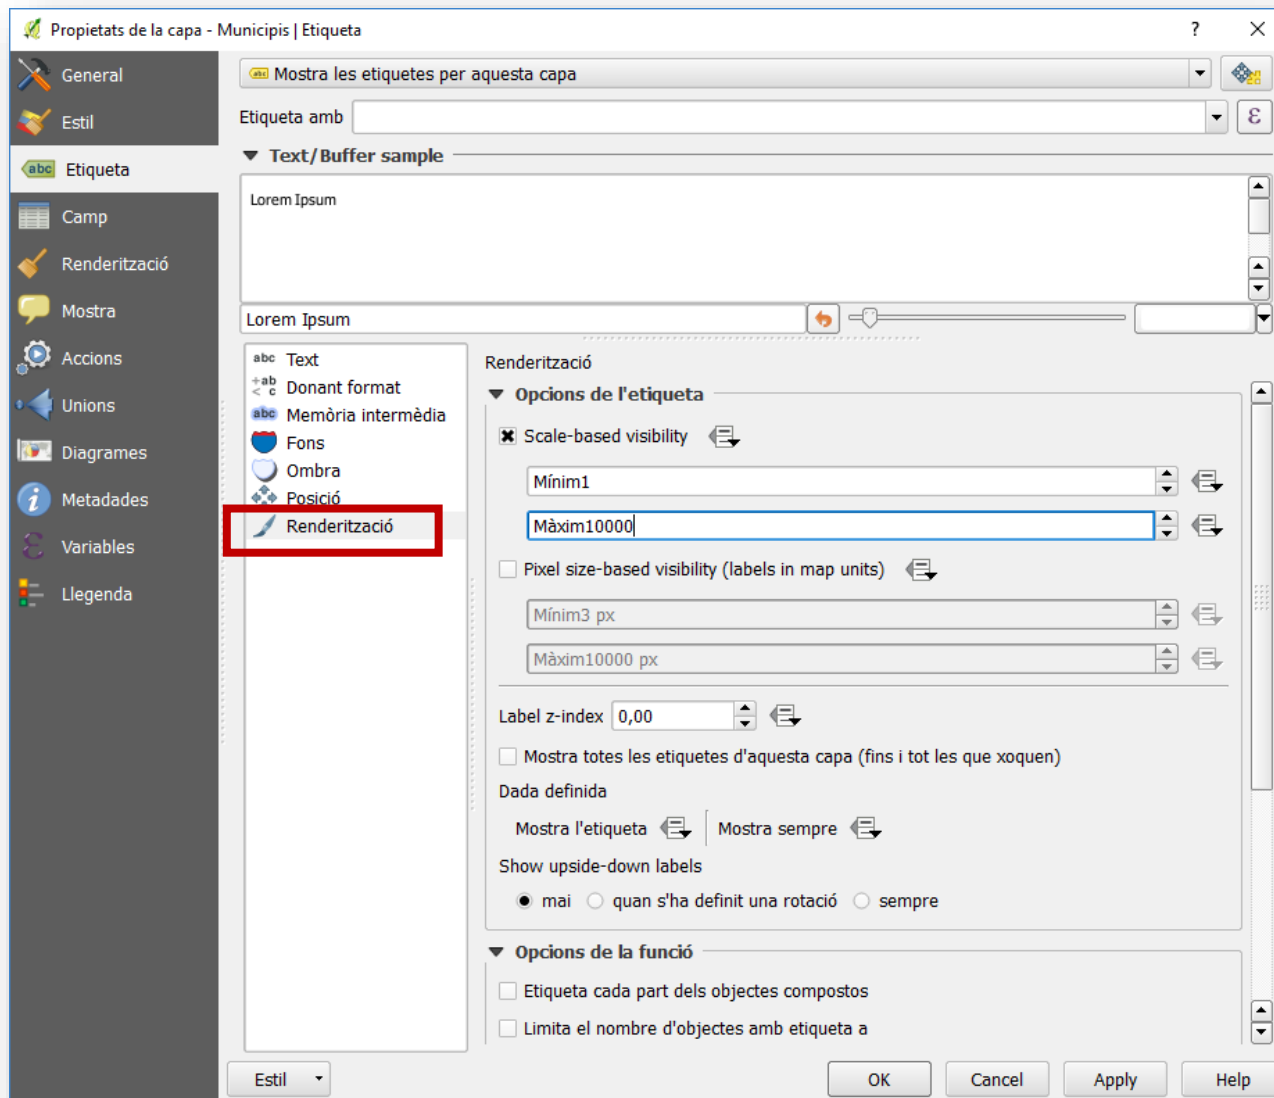 Propietats de la capa - Municipis | Etiqueta ?
General
Estil
abc Etiqueta
Camp
Renderització
Mostra
Accions
Unions
Diagrames
Metadades
Variables
Llegenda
abc Mostra les etiquetes per aquesta capa
Etiqueta amb ε
Text/Buffer sample
Lorem Ipsum
Lorem Ipsum
abc Text
+ab < c Donant format
abc Memòria intermèdia
Fons
Ombra
Posició
Renderització
Renderització
Opcions de l'etiqueta
Scale-based visibility
Mínim1
Màxim10000
Pixel size-based visibility (labels in map units)
Mínim3 px
Màxim10000 px
Label z-index 0,00
Mostra totes les etiquetes d'aquesta capa (fins i tot les que xoquen)
Dada definida
Mostra l'etiqueta Mostra sempre
Show upside-down labels
mai quan s'ha definit una rotació sempre
Opcions de la funció
Etiqueta cada part dels objectes compostos
Limita el nombre d'objectes amb etiqueta a
Estil OK Cancel Apply Help